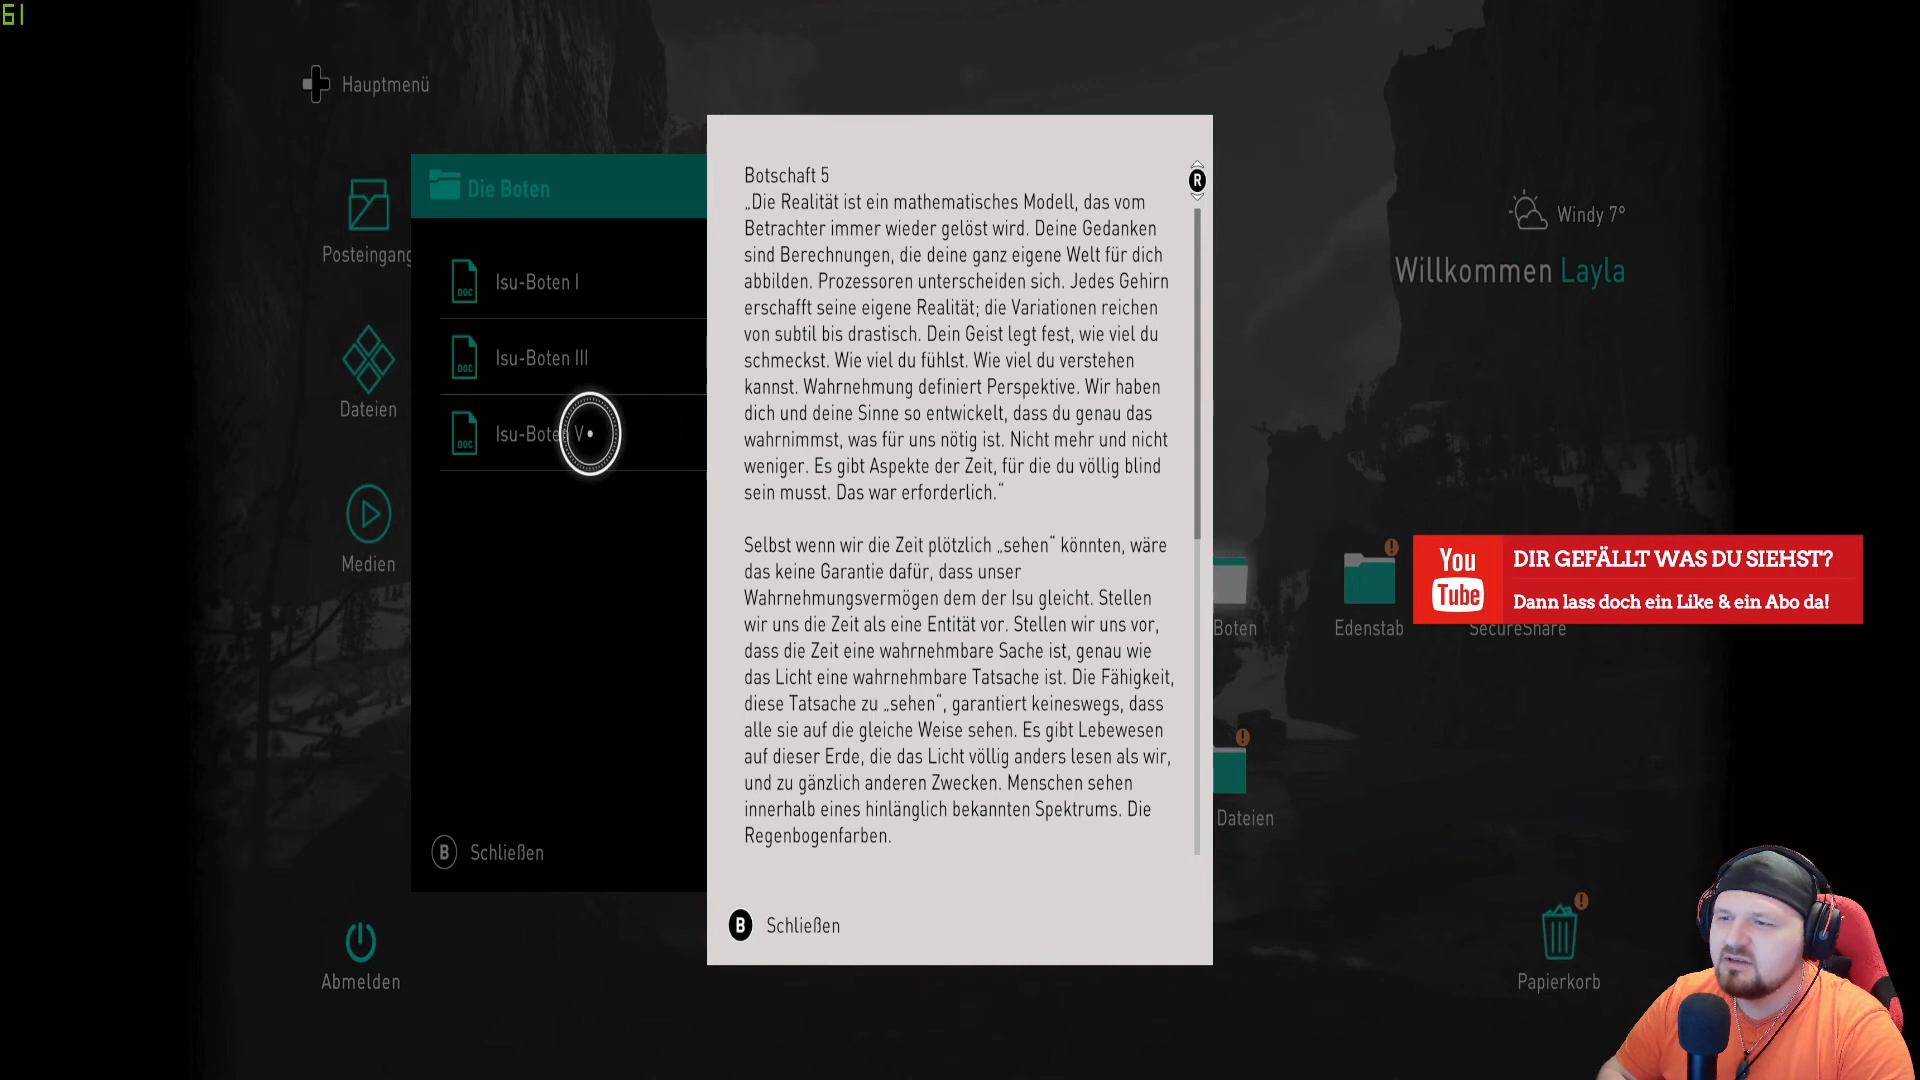 61
Hauptmenü
Die Boten
Posteingang
Isu-Boten I
Isu-Boten III
Isu-Bote V
DOC
DOC
DOC
Dateien
Medien
B Schließen
Abmelden
Botschaft 5
„Die Realität ist ein mathematisches Modell, das vom
Betrachter immer wieder gelöst wird. Deine Gedanken
sind Berechnungen, die deine ganz eigene Welt für dich
abbilden. Prozessoren unterscheiden sich. Jedes Gehirn
erschafft seine eigene Realität; die Variationen reichen
von subtil bis drastisch. Dein Geist legt fest, wie viel du
schmeckst. Wie viel du fühlst. Wie viel du verstehen
kannst. Wahrnehmung definiert Perspektive. Wir haben
dich und deine Sinne so entwickelt, dass du genau das
wahrnimmst, was für uns nötig ist. Nicht mehr und nicht
weniger. Es gibt Aspekte der Zeit, für die du völlig blind
sein musst. Das war erforderlich.“
Selbst wenn wir die Zeit plötzlich „sehen“ könnten, wäre
das keine Garantie dafür, dass unser
Wahrnehmungsvermögen dem der Isu gleicht. Stellen
wir uns die Zeit als eine Entität vor. Stellen wir uns vor,
dass die Zeit eine wahrnehmbare Sache ist, genau wie
das Licht eine wahrnehmbare Tatsache ist. Die Fähigkeit,
diese Tatsache zu „sehen“, garantiert keineswegs, dass
alle sie auf die gleiche Weise sehen. Es gibt Lebewesen
auf dieser Erde, die das Licht völlig anders lesen als wir,
und zu gänzlich anderen Zwecken. Menschen sehen
innerhalb eines hinlänglich bekannten Spektrums. Die
Regenbogenfarben.
R
B Schließen
Windy 7°
Willkommen Layla
You Tube
DIR GEFÄLLT WAS DU SIEHST?
Dann lass doch ein Like & ein Abo da!
Boten
Edenstab
SecureShare
Dateien
Papierkorb